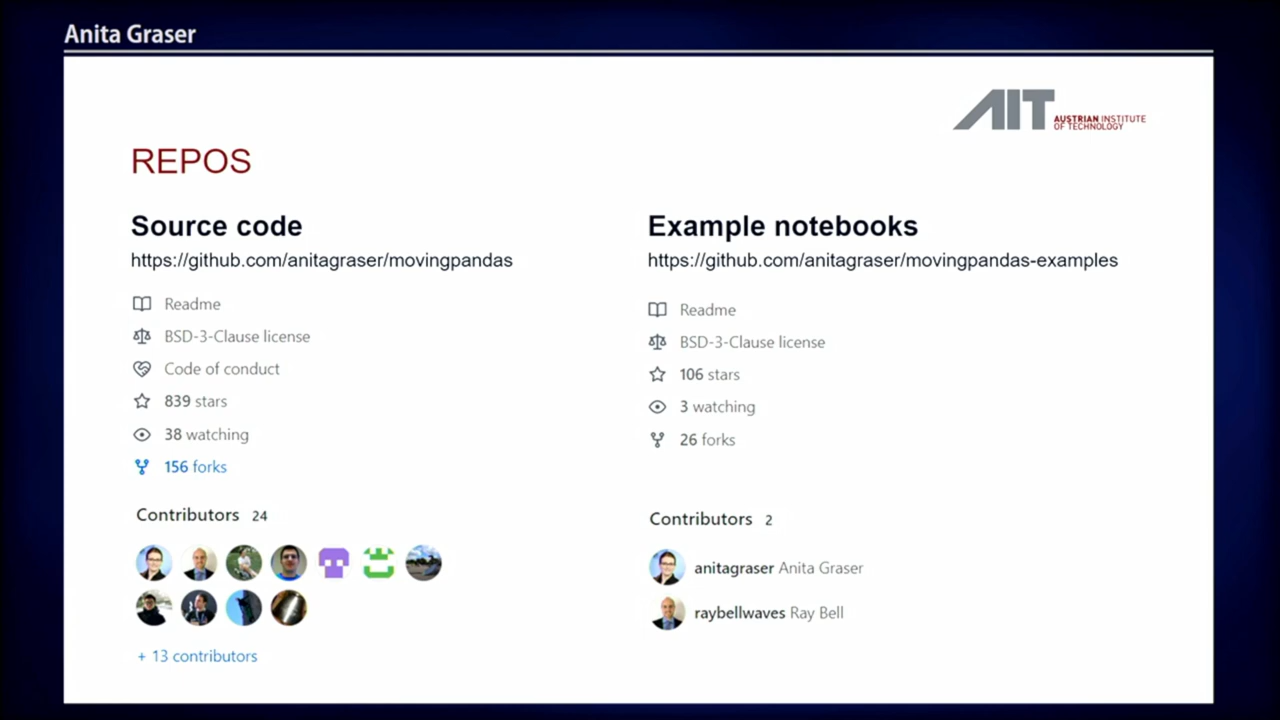 Anita Graser
AIT AUSTRIAN INSTITUTE
OF TECHNOLOGY
REPOS
Source code
https://github.com/anitagraser/movingpandas
Readme
BSD-3-Clause license
Code of conduct
839 stars
38 watching
156 forks
Contributors 24
+ 13 contributors
Example notebooks
https://github.com/anitagraser/movingpandas-examples
Readme
BSD-3-Clause license
106 stars
3 watching
26 forks
Contributors 2
anitagraser Anita Graser
raybellwaves Ray Bell